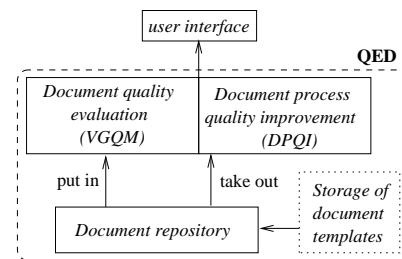 user interface
QED
Document quality
evaluation
(VGQM)
Document process
quality improvement
(DPQI)
put in
take out
Storage of
document
templates
Document repository